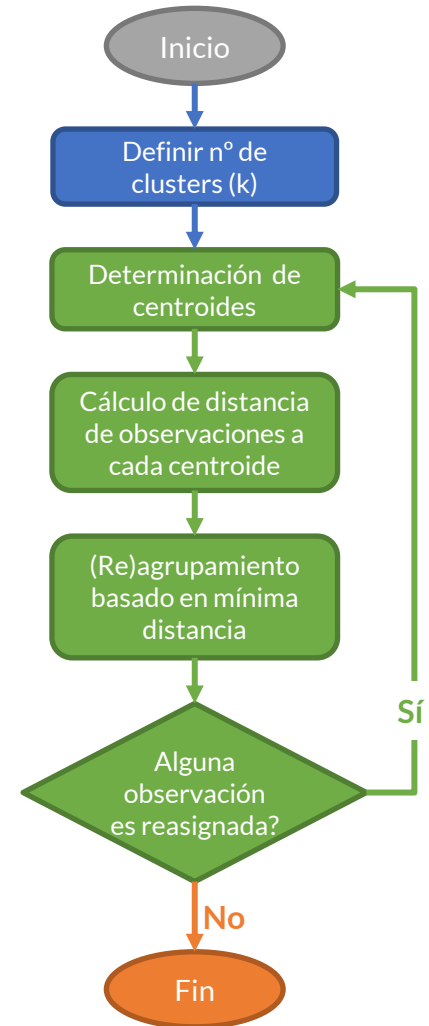 Inicio
Definir nº de
clusters (k)
Determinación de
centroides
Cálculo de distancia
de observaciones a
cada centroide
(Re)agrupamiento
basado en mínima
distancia
Sí
Alguna
observación
es reasignada?
No
Fin